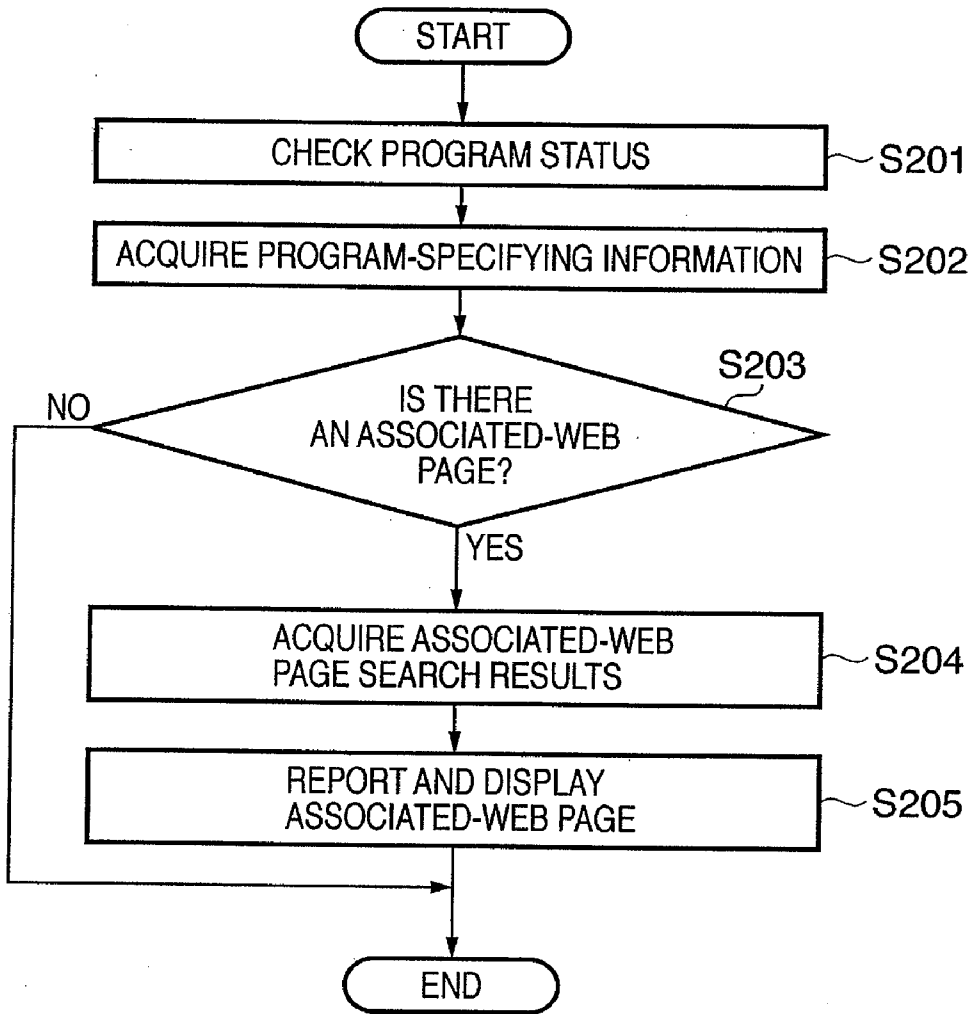 START
CHECK PROGRAM STATUS
S201
ACQUIRE PROGRAM-SPECIFYING INFORMATION
S202
S203
IS THERE
AN ASSOCIATED-WEB
PAGE?
NO
YES
ACQUIRE ASSOCIATED-WEB
PAGE SEARCH RESULTS
S204
REPORT AND DISPLAY
ASSOCIATED-WEB PAGE
S205
END